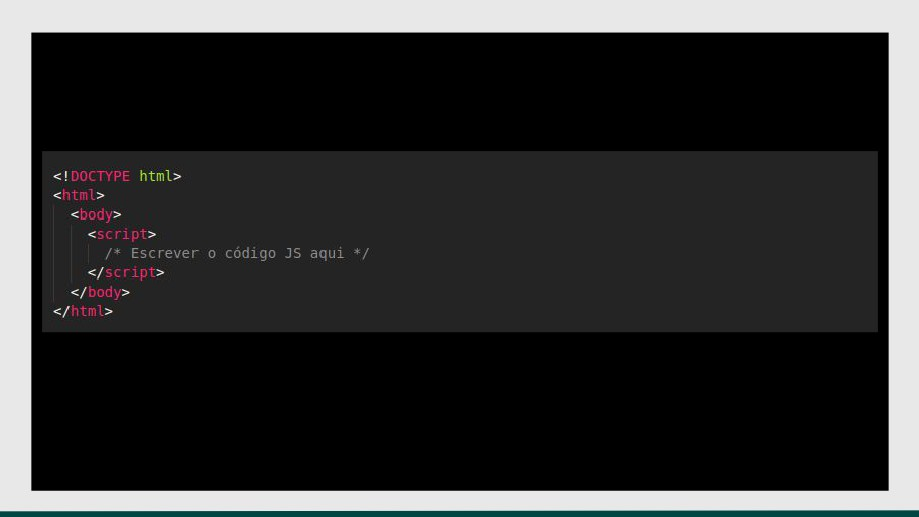 <!DOCTYPE html>
<html>
<body>
<script>
/* Escrever o código JS aqui */
</script>
</body>
</html>